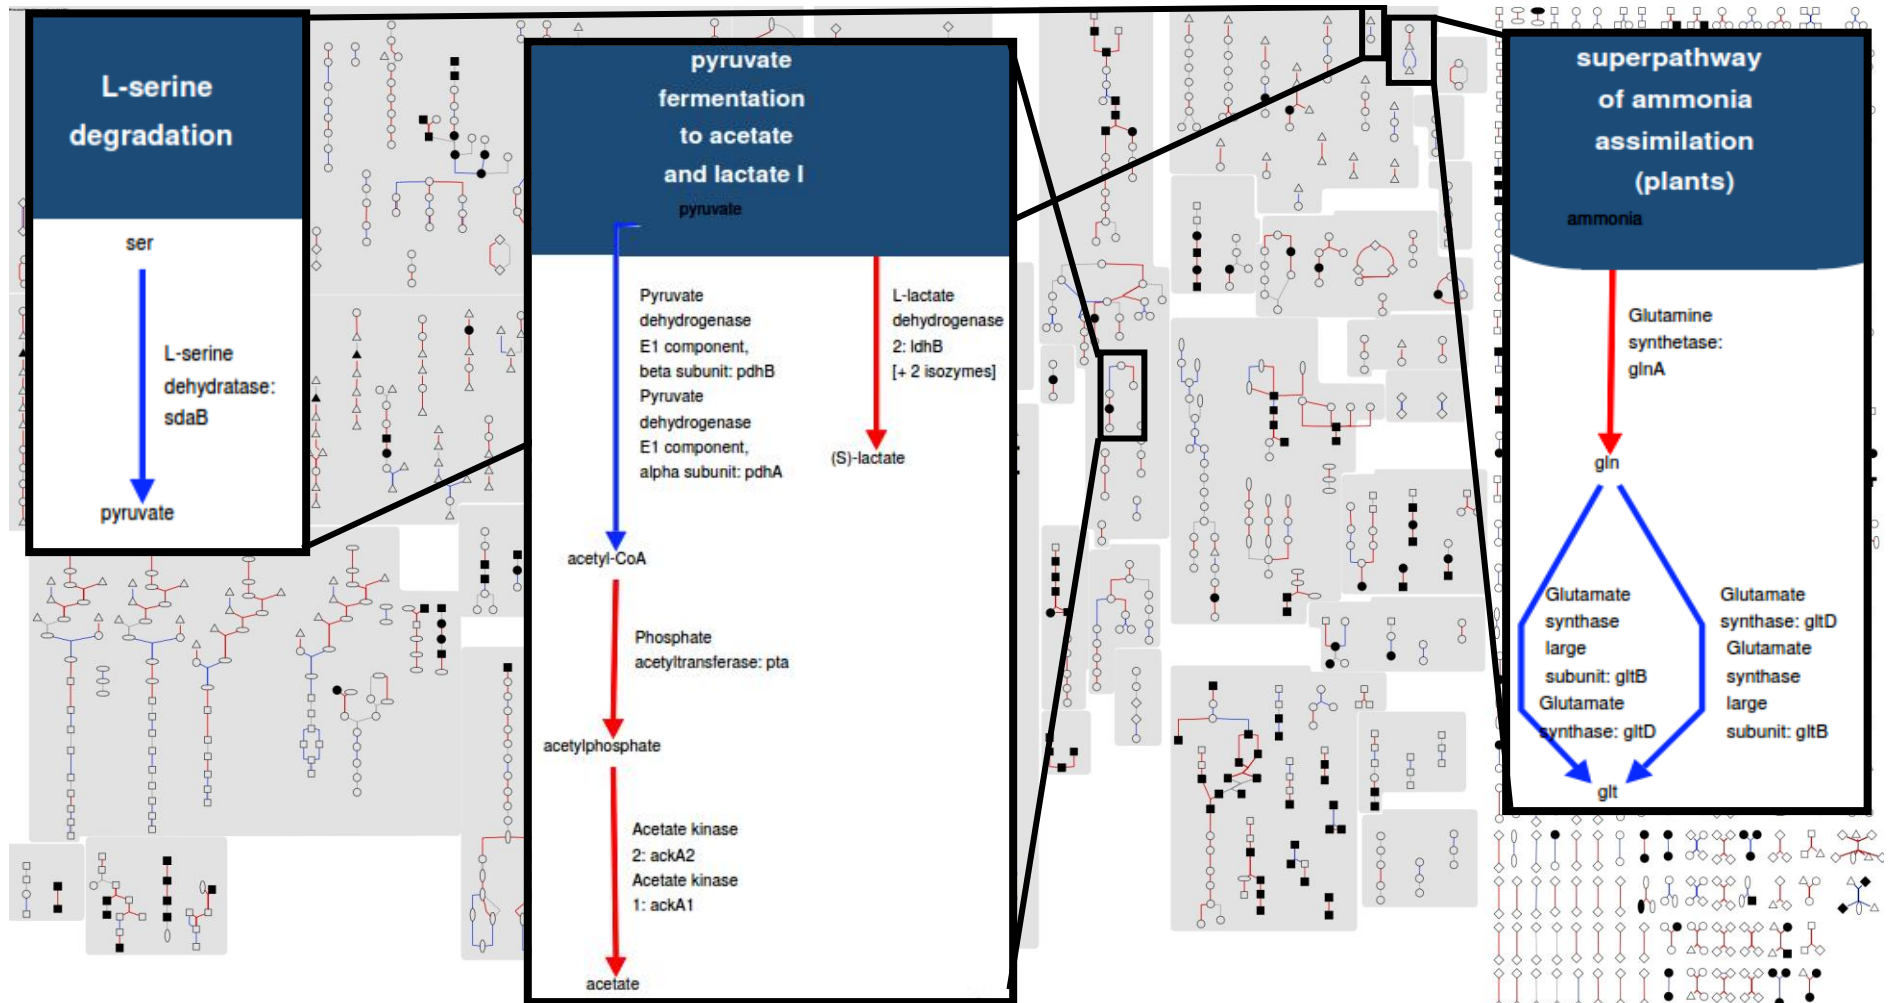 L-serine
degradation
ser
L-serine
dehydratase:
sdaB
pyruvate
pyruvate
fermentation
to acetate
and lactate I
pyruvate
Pyruvate
dehydrogenase
E1 component,
beta subunit: pdhB
Pyruvate
dehydrogenase
E1 component,
alpha subunit: pdhA
L-lactate
dehydrogenase
2: ldhB
[+ 2 isozymes]
(S)-lactate
acetyl-CoA
Phosphate
acetyltransferase: pta
acetylphosphate
Acetate kinase
2: ackA2
Acetate kinase
1: ackA1
acetate
superpathway
of ammonia
assimilation
(plants)
ammonia
Glutamine
synthetase:
glnA
gln
Glutamate
synthase
large
subunit: gltB
Glutamate
synthase: gltD
Glutamate
synthase: gltD
Glutamate
synthase
large
subunit: gltB
glt